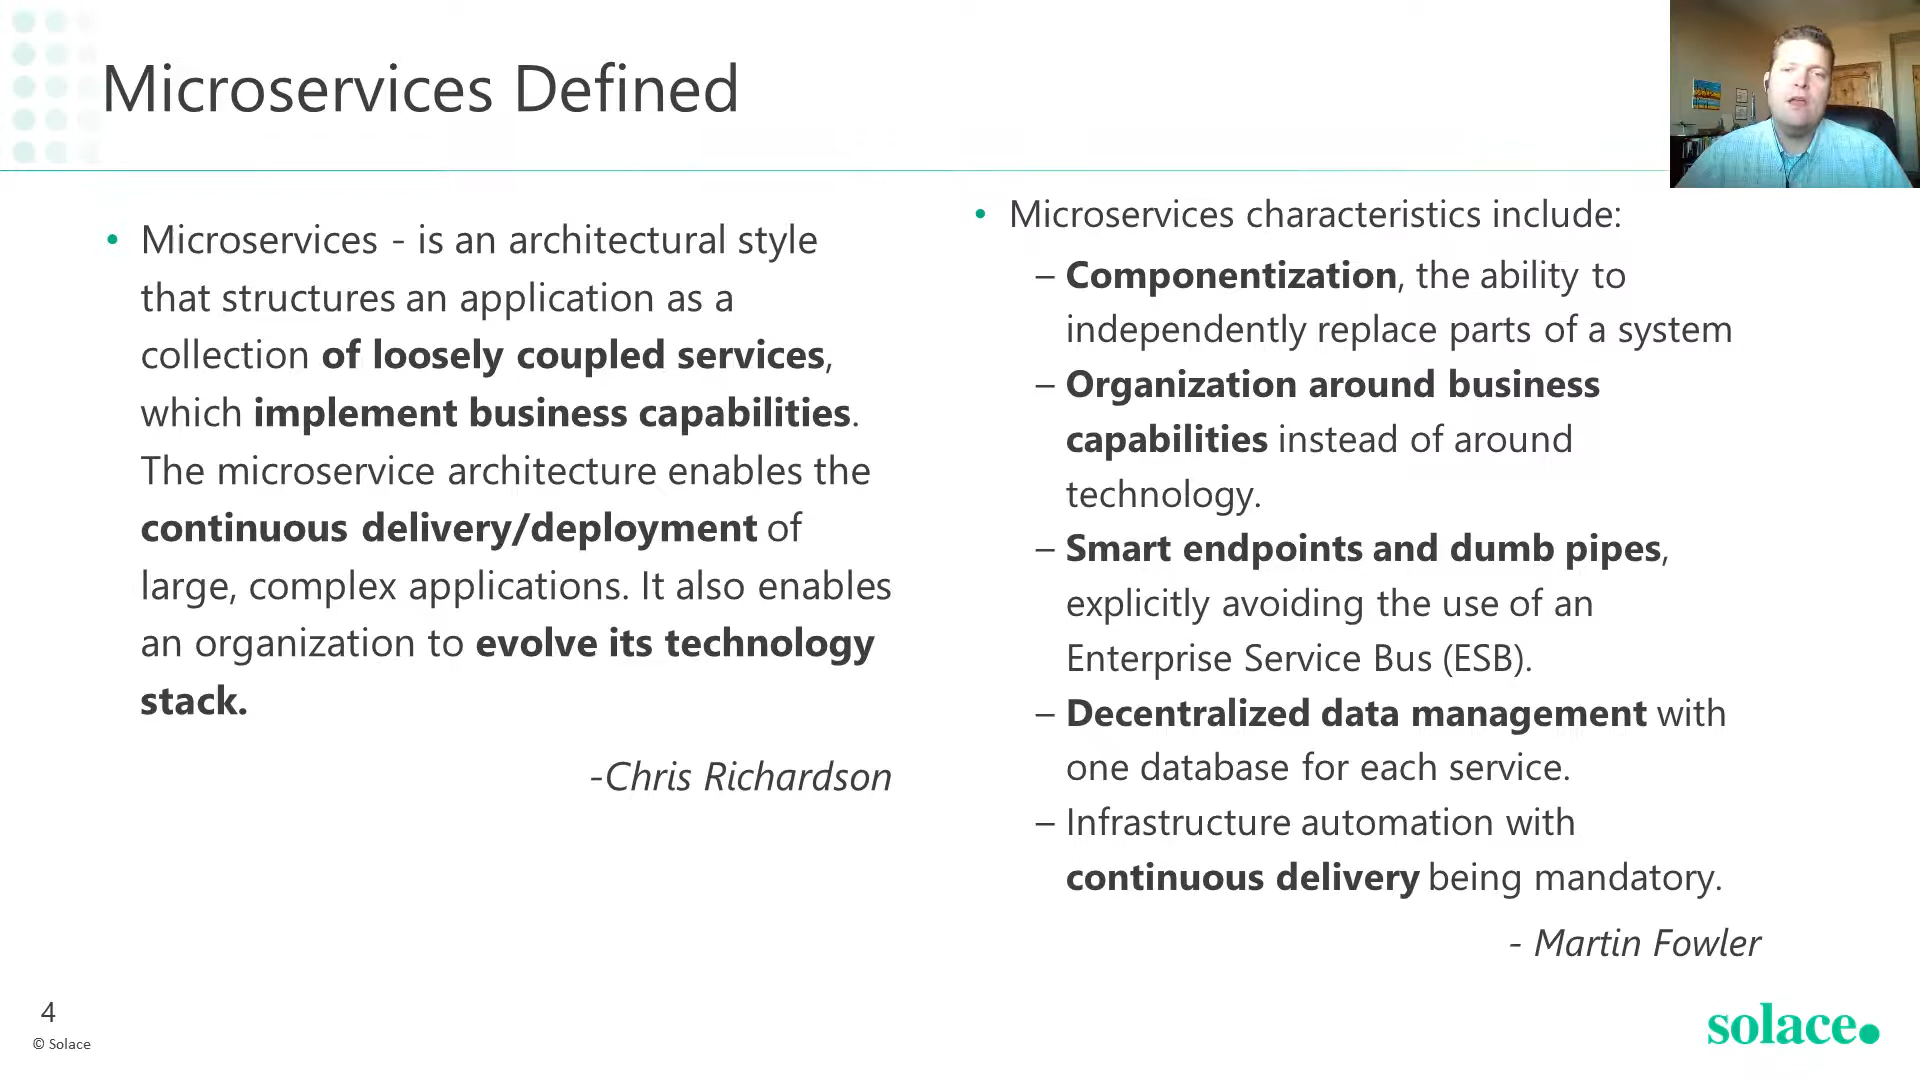 Microservices Defined
• Microservices - is an architectural style
that structures an application as a
collection of loosely coupled services,
which implement business capabilities.
The microservice architecture enables the
continuous delivery/deployment of
large, complex applications. It also enables
an organization to evolve its technology
stack.
-Chris Richardson
• Microservices characteristics include:
– Componentization, the ability to
independently replace parts of a system
– Organization around business
capabilities instead of around
technology.
– Smart endpoints and dumb pipes,
explicitly avoiding the use of an
Enterprise Service Bus (ESB).
– Decentralized data management with
one database for each service.
– Infrastructure automation with
continuous delivery being mandatory.
- Martin Fowler
4
© Solace
solace.